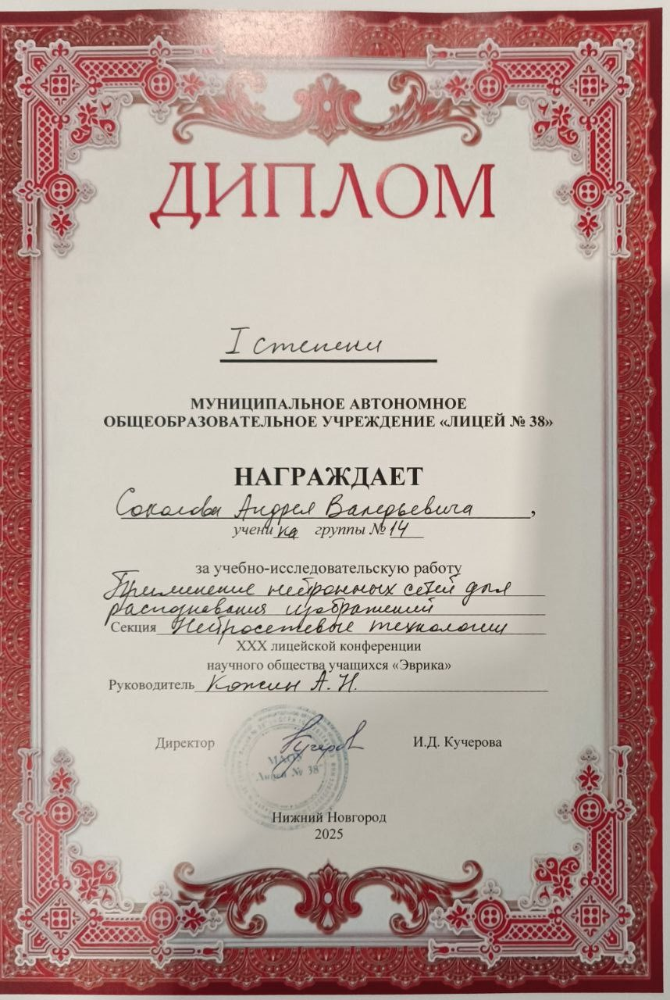 ДИПЛОМ
I степени
МУНИЦИПАЛЬНОЕ АВТОНОМНОЕ
ОБЩЕОБРАЗОВАТЕЛЬНОЕ УЧРЕЖДЕНИЕ «ЛИЦЕЙ № 38»
НАГРАЖДАЕТ
Соколова Андрея Валерьевича,
ученика группы № 14
за учебно-исследовательскую работу
Применение нейронных сетей для
распознавания изображений
Секция Нейросетевые технологии
XXX лицейской конференции
научного общества учащихся «Эврика»
Руководитель Кожин А. Н.
Директор Кучеров И.Д. Кучерова
МАОУ
Лицей № 38
Нижний Новгород
2025